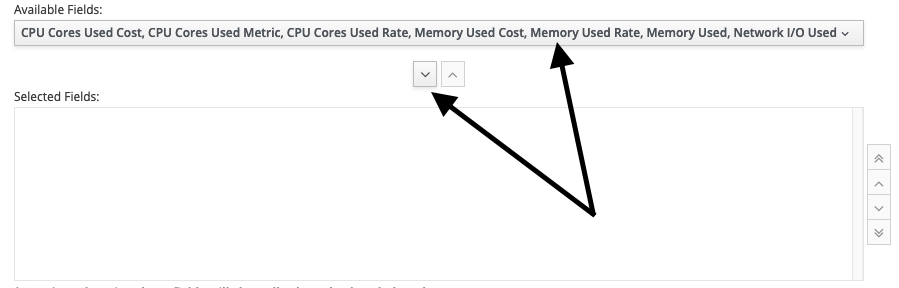 Available Fields:
CPU Cores Used Cost, CPU Cores Used Metric, CPU Cores Used Rate, Memory Used Cost, Memory Used Rate, Memory Used, Network I/O Used
Selected Fields: